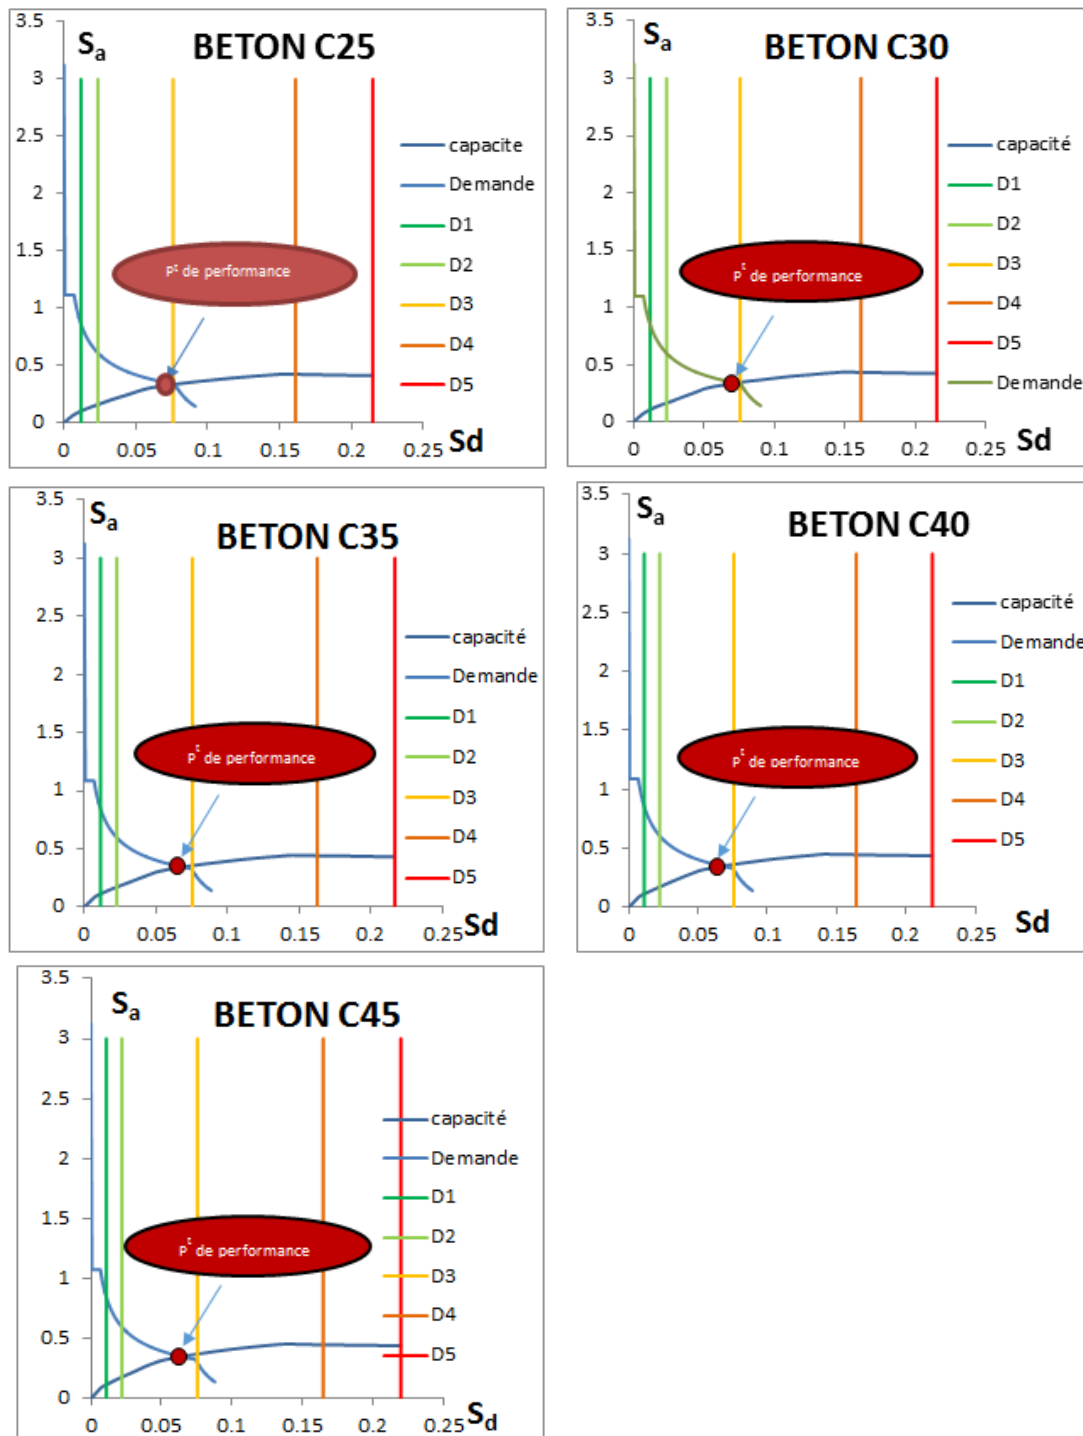 BETON C25
Sa
3.5
3
2.5
2
1.5
1
0.5
0
0 0.05 0.1 0.15 0.2 0.25
Sd
capacite
Demande
D1
D2
D3
D4
D5
Pt de performance
BETON C30
Sa
3.5
3
2.5
2
1.5
1
0.5
0
0 0.05 0.1 0.15 0.2 0.25
Sd
capacité
D1
D2
D3
D4
D5
Demande
Pt de performance
BETON C35
Sa
3.5
3
2.5
2
1.5
1
0.5
0
0 0.05 0.1 0.15 0.2 0.25
Sd
capacité
Demande
D1
D2
D3
D4
D5
Pt de performance
BETON C40
Sa
3.5
3
2.5
2
1.5
1
0.5
0
0 0.05 0.1 0.15 0.2 0.25
Sd
capacité
Demande
D1
D2
D3
D4
D5
Pt de performance
BETON C45
Sa
3.5
3
2.5
2
1.5
1
0.5
0
0 0.05 0.1 0.15 0.2 0.25
Sd
capacité
Demande
D1
D2
D3
D4
D5
Pt de performance